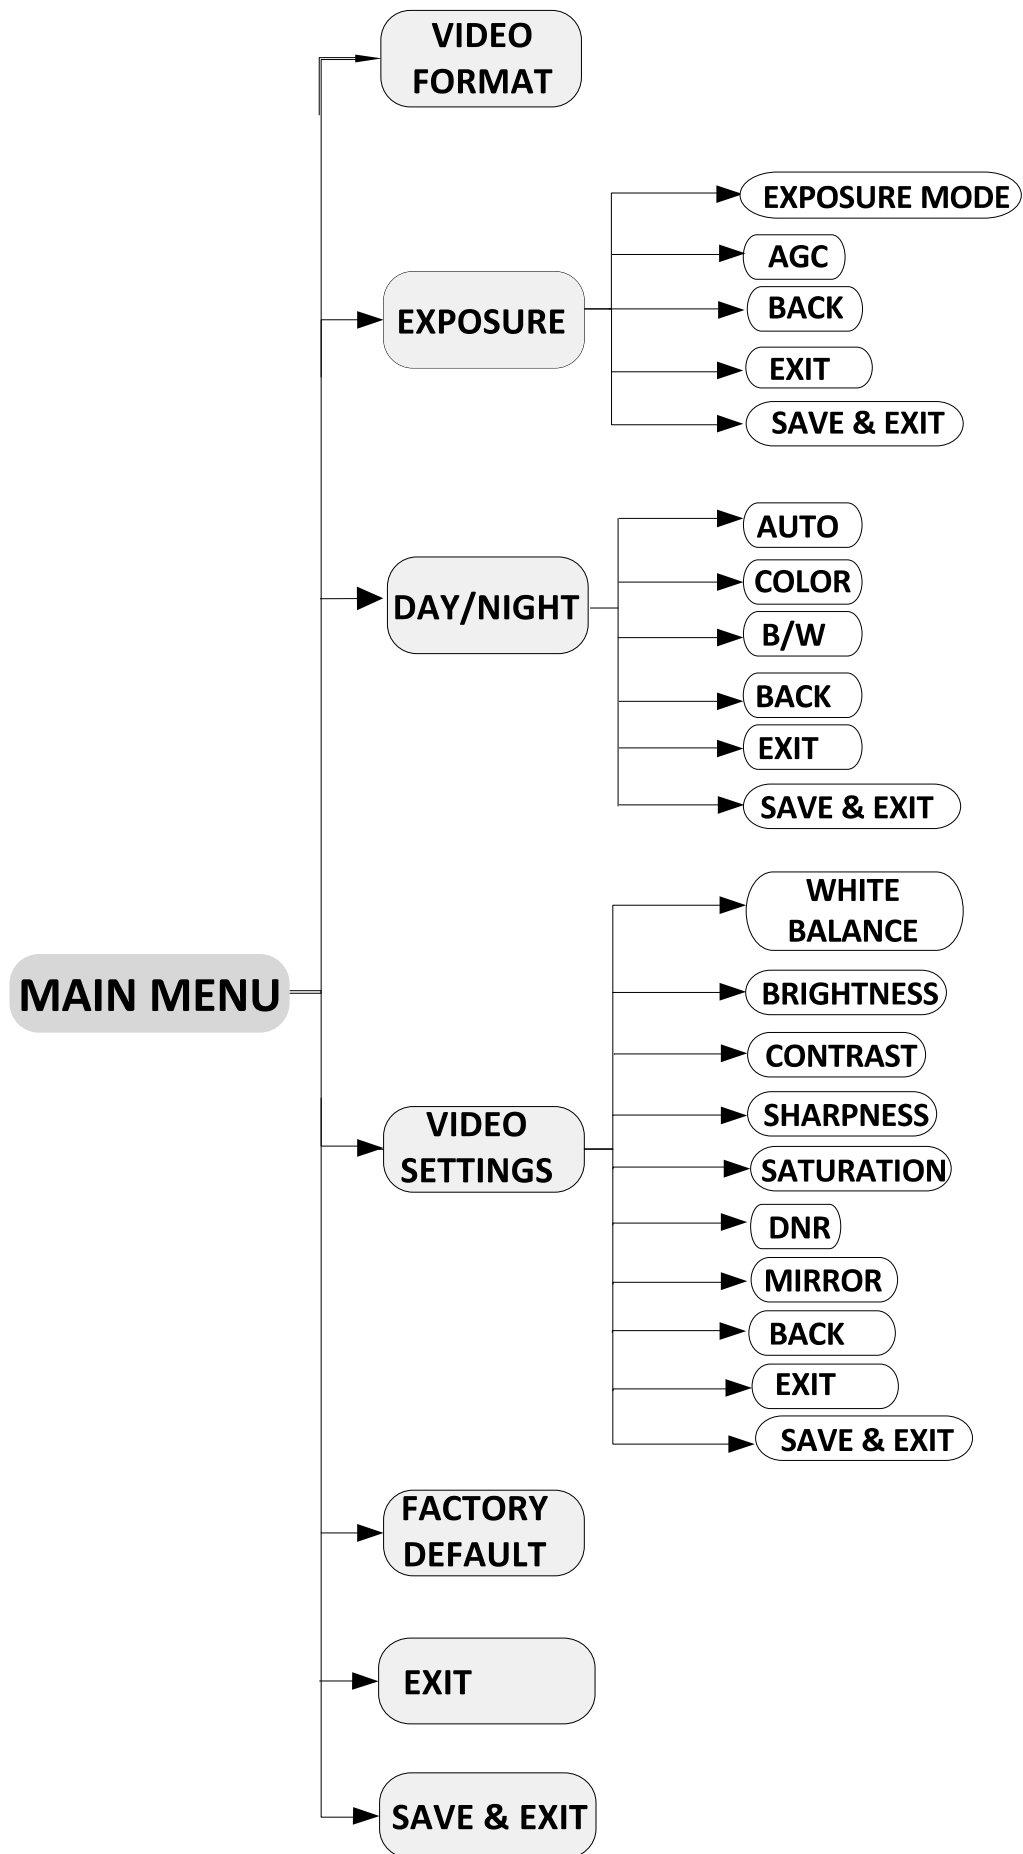 VIDEO
FORMAT
EXPOSURE MODE
AGC
EXPOSURE
BACK
EXIT
SAVE & EXIT
AUTO
COLOR
DAY/NIGHT
B/W
BACK
EXIT
SAVE & EXIT
WHITE
BALANCE
MAIN MENU
BRIGHTNESS
CONTRAST
VIDEO
SETTINGS
SHARPNESS
SATURATION
DNR
MIRROR
BACK
EXIT
SAVE & EXIT
FACTORY
DEFAULT
EXIT
SAVE & EXIT